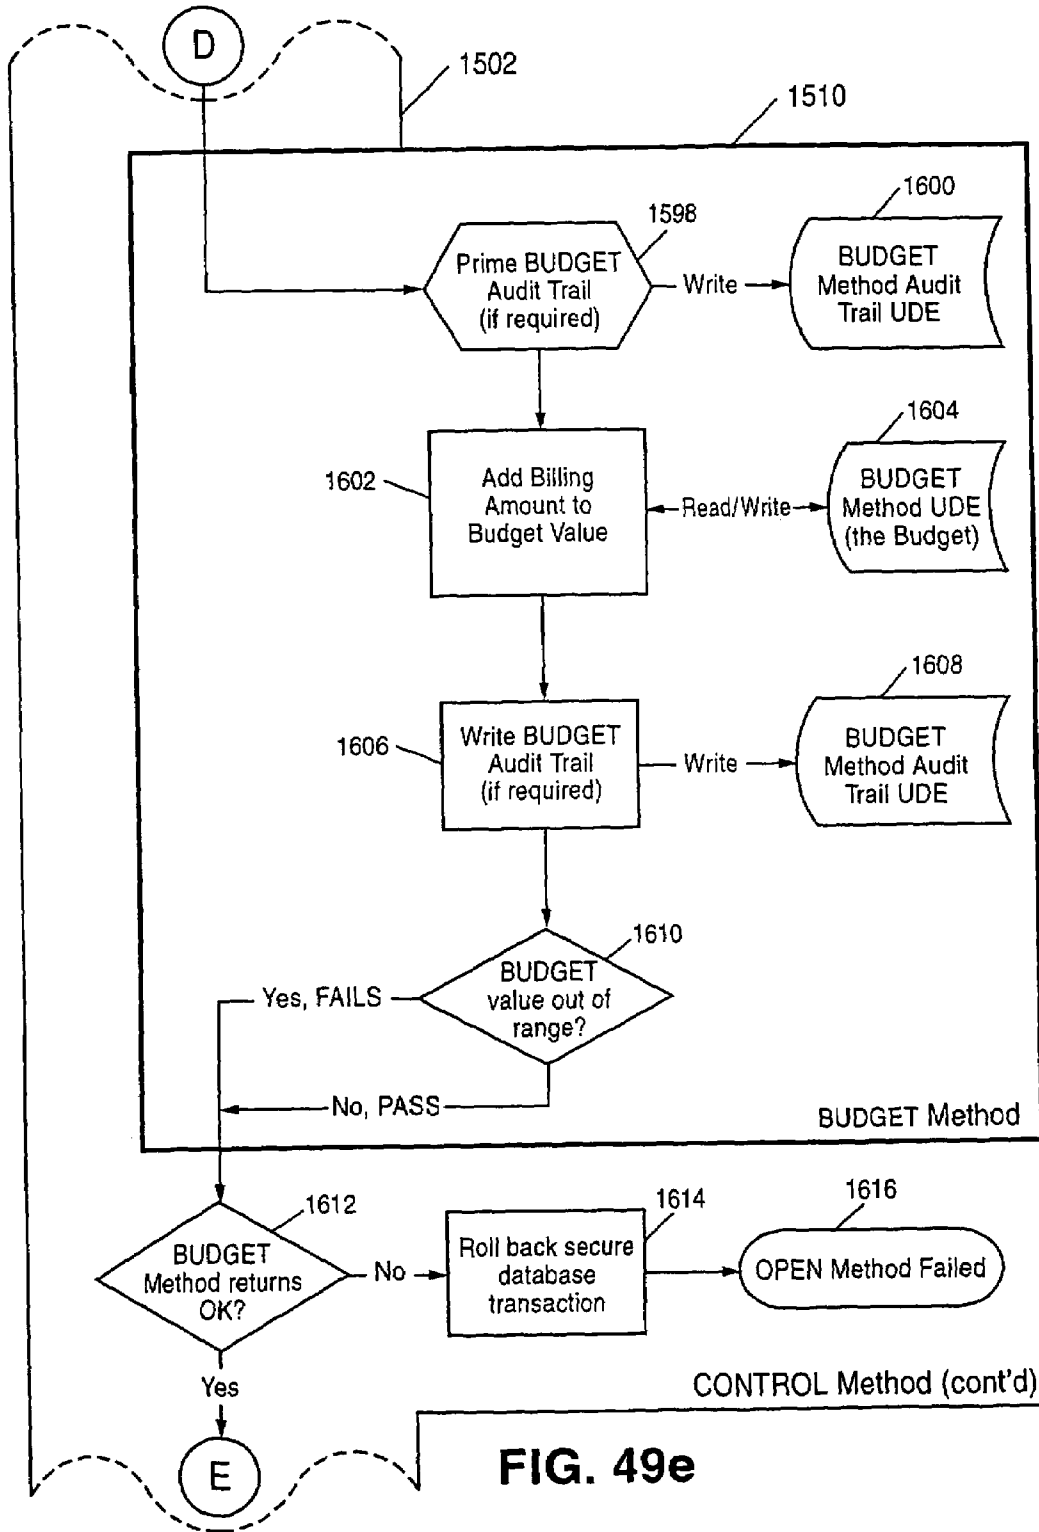 D
1502
1510
1600
1598
Prime BUDGET
Audit Trail
(if required)
Write
BUDGET
Method Audit
Trail UDE
1604
1602
Add Billing
Amount to
Budget Value
Read/Write
BUDGET
Method UDE
(the Budget)
1608
1606
Write BUDGET
Audit Trail
(if required)
Write
BUDGET
Method Audit
Trail UDE
1610
BUDGET
value out of
range?
Yes, FAILS
No, PASS
BUDGET Method
1612
BUDGET
Method returns
OK?
No
1614
Roll back secure
database
transaction
1616
OPEN Method Failed
Yes
CONTROL Method (cont'd)
E
FIG. 49e